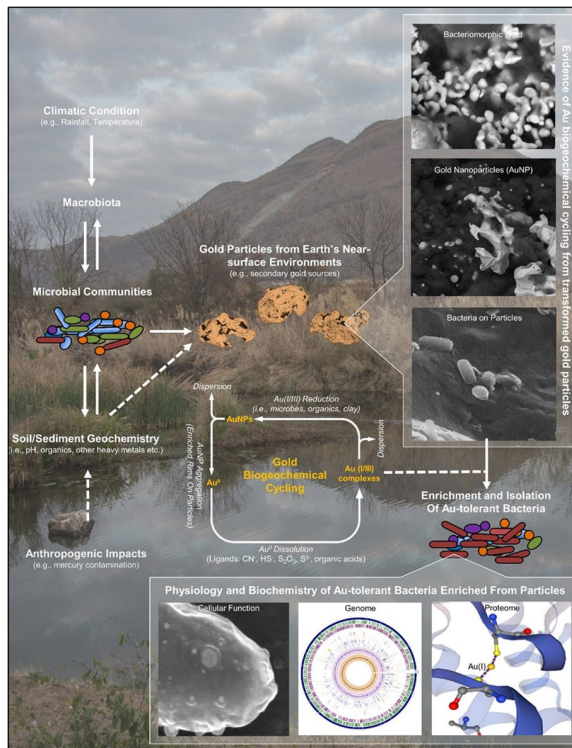 Climatic Condition
(e.g., Rainfall, Temperature)
Macrobiota
Microbial Communities
Soil/Sediment Geochemistry
(i.e., pH, organics, other heavy metals etc.)
Anthropogenic Impacts
(e.g., mercury contamination)
Gold Particles from Earth's Near-
surface Environments
(e.g., secondary gold sources)
Bacteriomorphic Gold
Gold Nanoparticles (AuNP)
Bacteria on Particles
Evidence of Au biogeochemical
cycling from transformed gold particles
Dispersion
Au(I/III) Reduction
(i.e., microbes, organics, clay)
AuNPs
Dispersion
AuNP Aggregation
(Enriched Rims On Particles)
Gold
Biogeochemical
Cycling
Au⁰
Au (I/III)
complexes
Au⁰ Dissolution
(Ligands: CN⁻, HS⁻, S₂O₃, S²⁻, organic acids)
Enrichment and Isolation
Of Au-tolerant Bacteria
Physiology and Biochemistry of Au-tolerant Bacteria Enriched From Particles
Cellular Function
Genome
Proteome
Au(I)